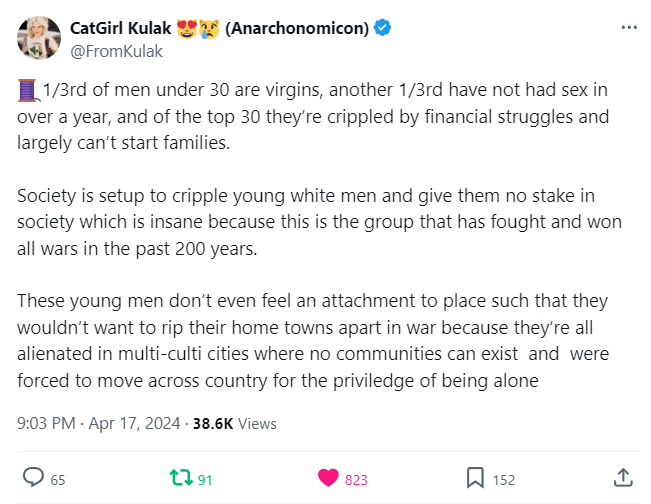 CatGirl Kulak 😻😿 (Anarchonomicon)
@FromKulak
🧵1/3rd of men under 30 are virgins, another 1/3rd have not had sex in
over a year, and of the top 30 they’re crippled by financial struggles and
largely can’t start families.
Society is setup to cripple young white men and give them no stake in
society which is insane because this is the group that has fought and won
all wars in the past 200 years.
These young men don’t even feel an attachment to place such that they
wouldn’t want to rip their home towns apart in war because they’re all
alienated in multi-culti cities where no communities can exist  and  were
forced to move across country for the priviledge of being alone
9:03 PM · Apr 17, 2024 · 38.6K Views
65 91 823 152